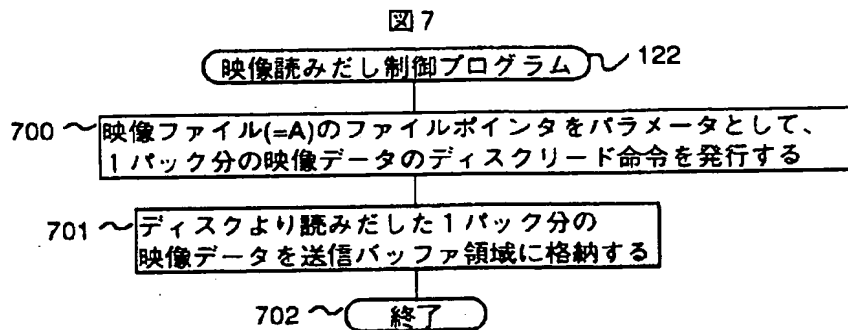 図7
映像読みだし制御プログラム 122
700 映像ファイル(=A)のファイルポインタをパラメータとして、
1パック分の映像データのディスクリード命令を発行する
701 ディスクより読みだした1パック分の
映像データを送信バッファ領域に格納する
702 終了